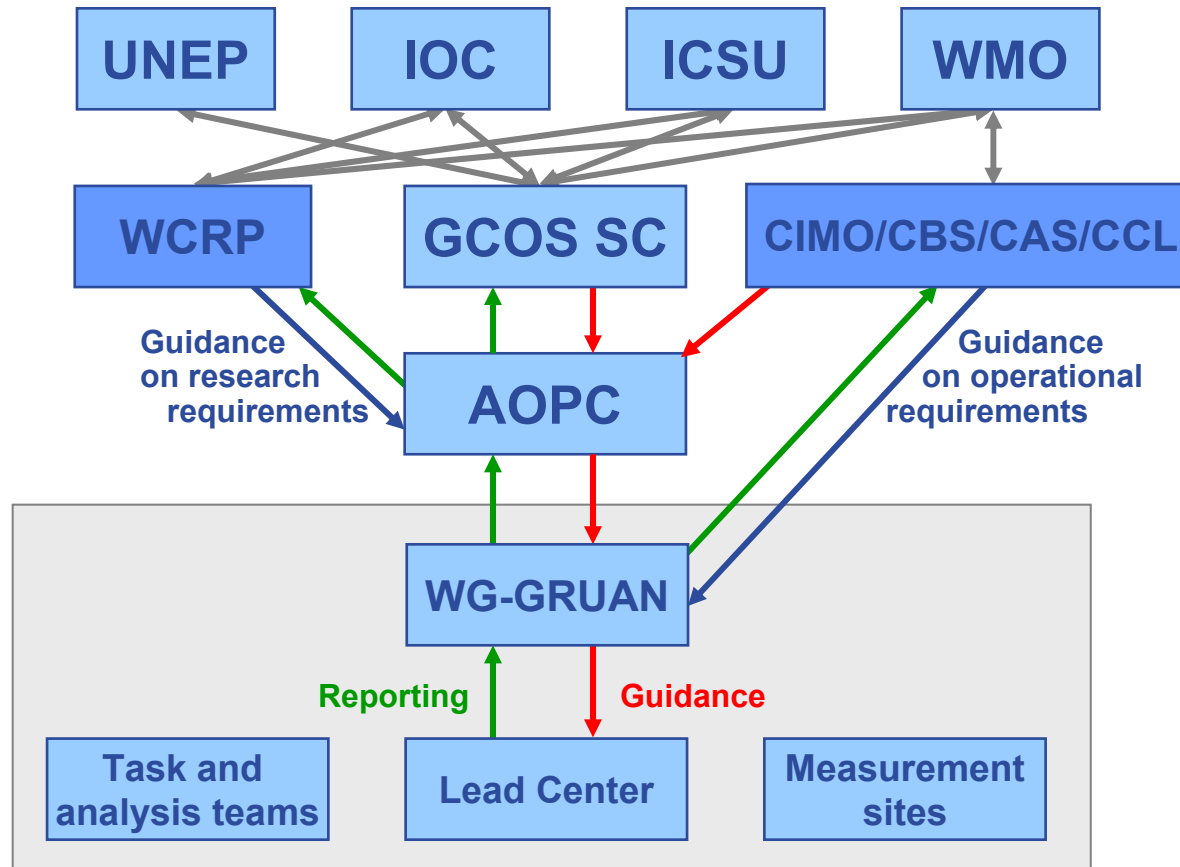 UNEP
IOC
ICSU
WMO
WCRP
GCOS SC
CIMO/CBS/CAS/CCL
Guidance
on research
requirements
AOPC
Guidance
on operational
requirements
WG-GRUAN
Reporting
Guidance
Task and
analysis teams
Lead Center
Measurement
sites